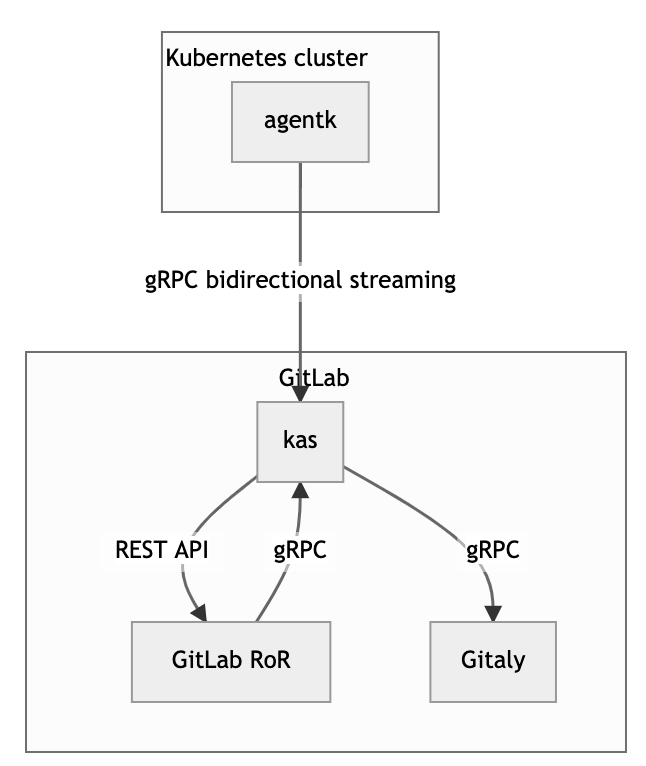 Kubernetes cluster
agentk
gRPC bidirectional streaming
GitLab
kas
REST API
gRPC
gRPC
GitLab RoR
Gitaly